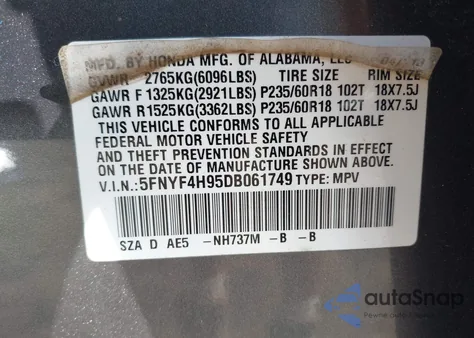 MFD. BY HONDA MFG. OF ALABAMA, LLC
GVWR 2765KG(6096LBS) TIRE SIZE RIM SIZE
GAWR F 1325KG(2921LBS) P235/60R18 102T 18X7.5J
GAWR R1525KG(3362LBS) P235/60R18 102T 18X7.5J
THIS VEHICLE CONFORMS TO ALL APPLICABLE
FEDERAL MOTOR VEHICLE SAFETY
AND THEFT PREVENTION STANDARDS IN EFFECT
ON THE DATE OF MANUFACTURE SHOWN ABOVE.
V.I.N.: 5FNYF4H95DB061749 TYPE: MPV
SZA D AE5 -NH737M -B -B
autoSnap